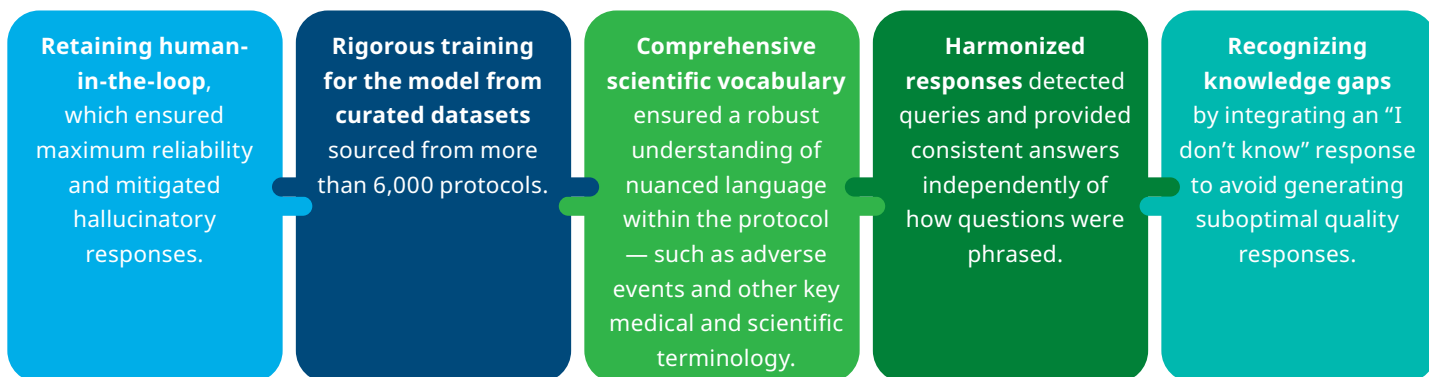 Retaining human-
in-the-loop,
which ensured
maximum reliability
and mitigated
hallucinatory
responses.
Rigorous training
for the model from
curated datasets
sourced from more
than 6,000 protocols.
Comprehensive
scientific vocabulary
ensured a robust
understanding of
nuanced language
within the protocol
— such as adverse
events and other key
medical and scientific
terminology.
Harmonized
responses detected
queries and provided
consistent answers
independently of
how questions were
phrased.
Recognizing
knowledge gaps
by integrating an “I
don’t know” response
to avoid generating
suboptimal quality
responses.